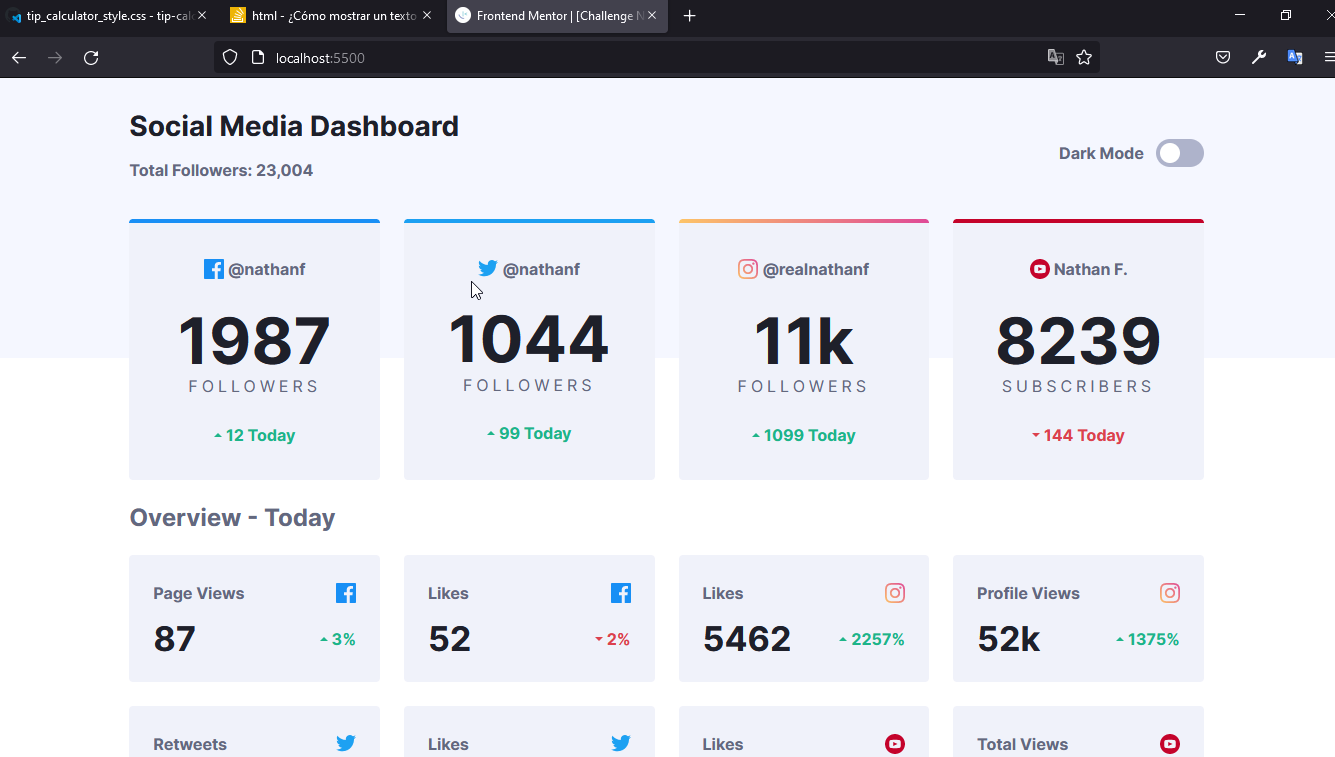 tip_calculator_style.css - tip-calc
html - ¿Cómo mostrar un texto
Frontend Mentor | [Challenge N
localhost:5500
Social Media Dashboard
Total Followers: 23,004
Dark Mode
@nathanf
1987
FOLLOWERS
12 Today
@nathanf
1044
FOLLOWERS
99 Today
@realnathanf
11k
FOLLOWERS
1099 Today
Nathan F.
8239
SUBSCRIBERS
144 Today
Overview - Today
Page Views
87
3%
Likes
52
2%
Likes
5462
2257%
Profile Views
52k
1375%
Retweets
Likes
Likes
Total Views